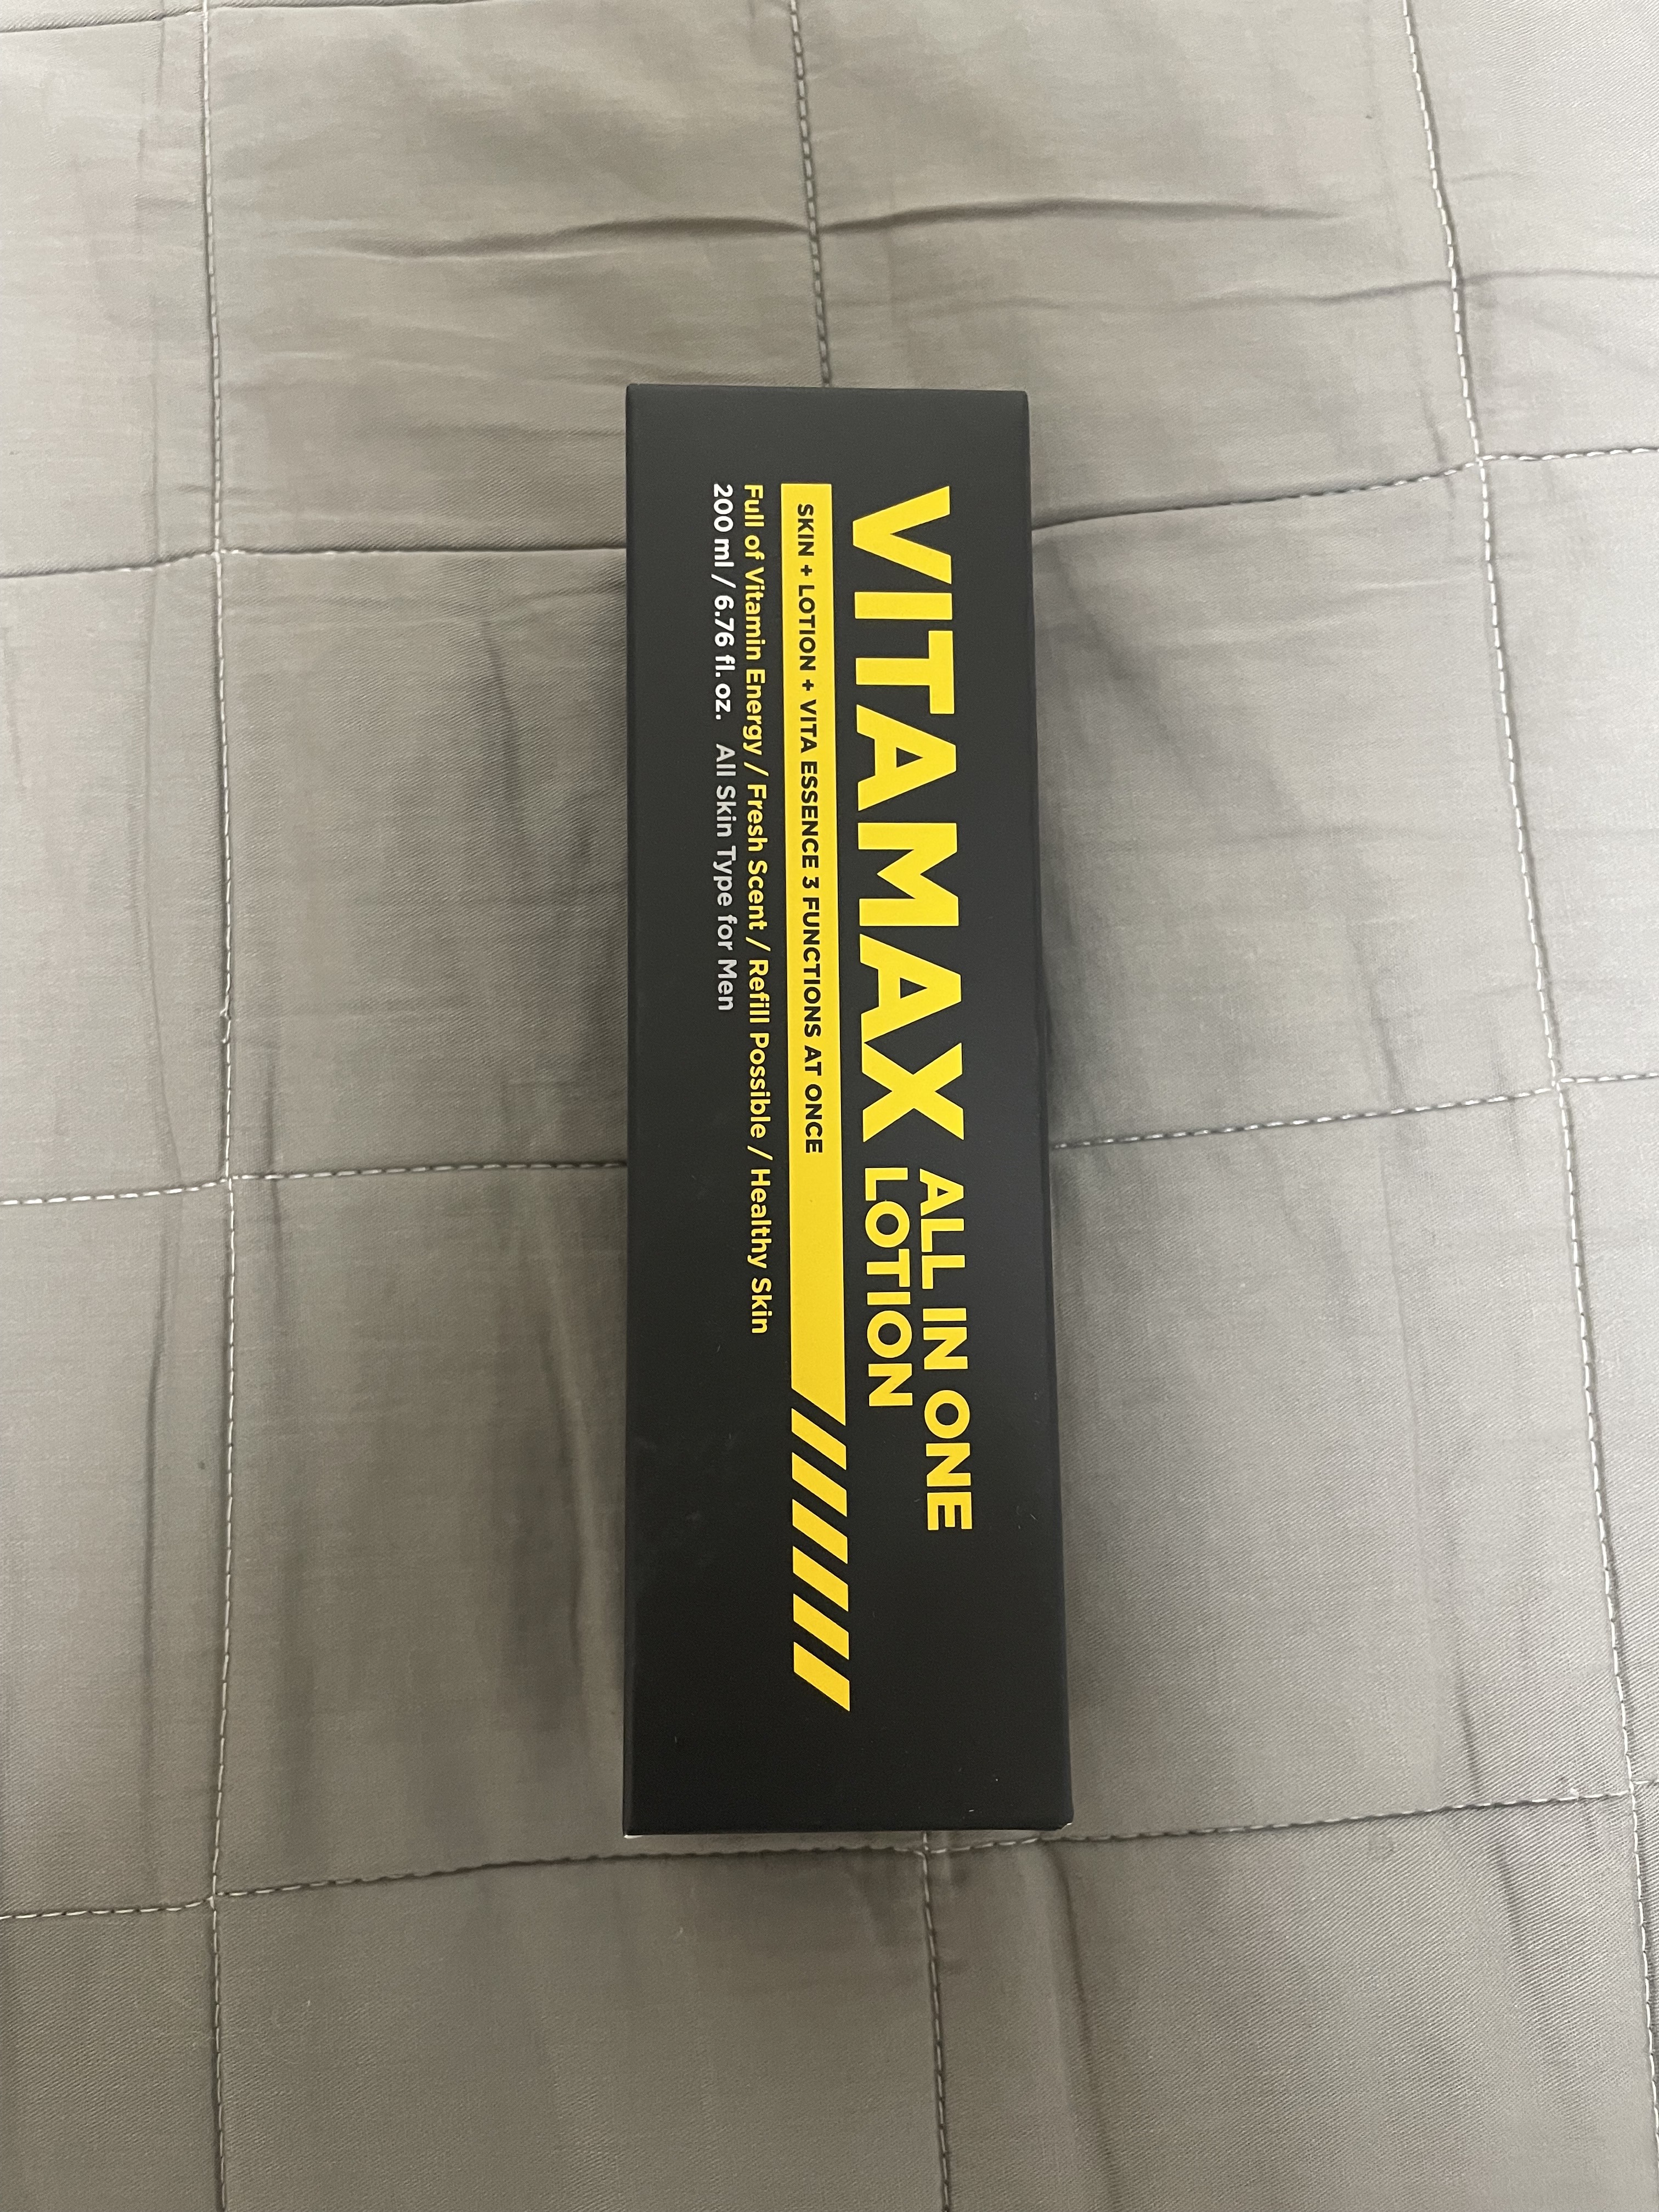 VITAMAX ALL IN ONE
LOTION
SKIN + LOTION + VITA ESSENCE 3 FUNCTIONS AT ONCE
Full of Vitamin Energy / Fresh Scent / Refill Possible / Healthy Skin
200 ml / 6.76 fl. oz. All Skin Type for Men